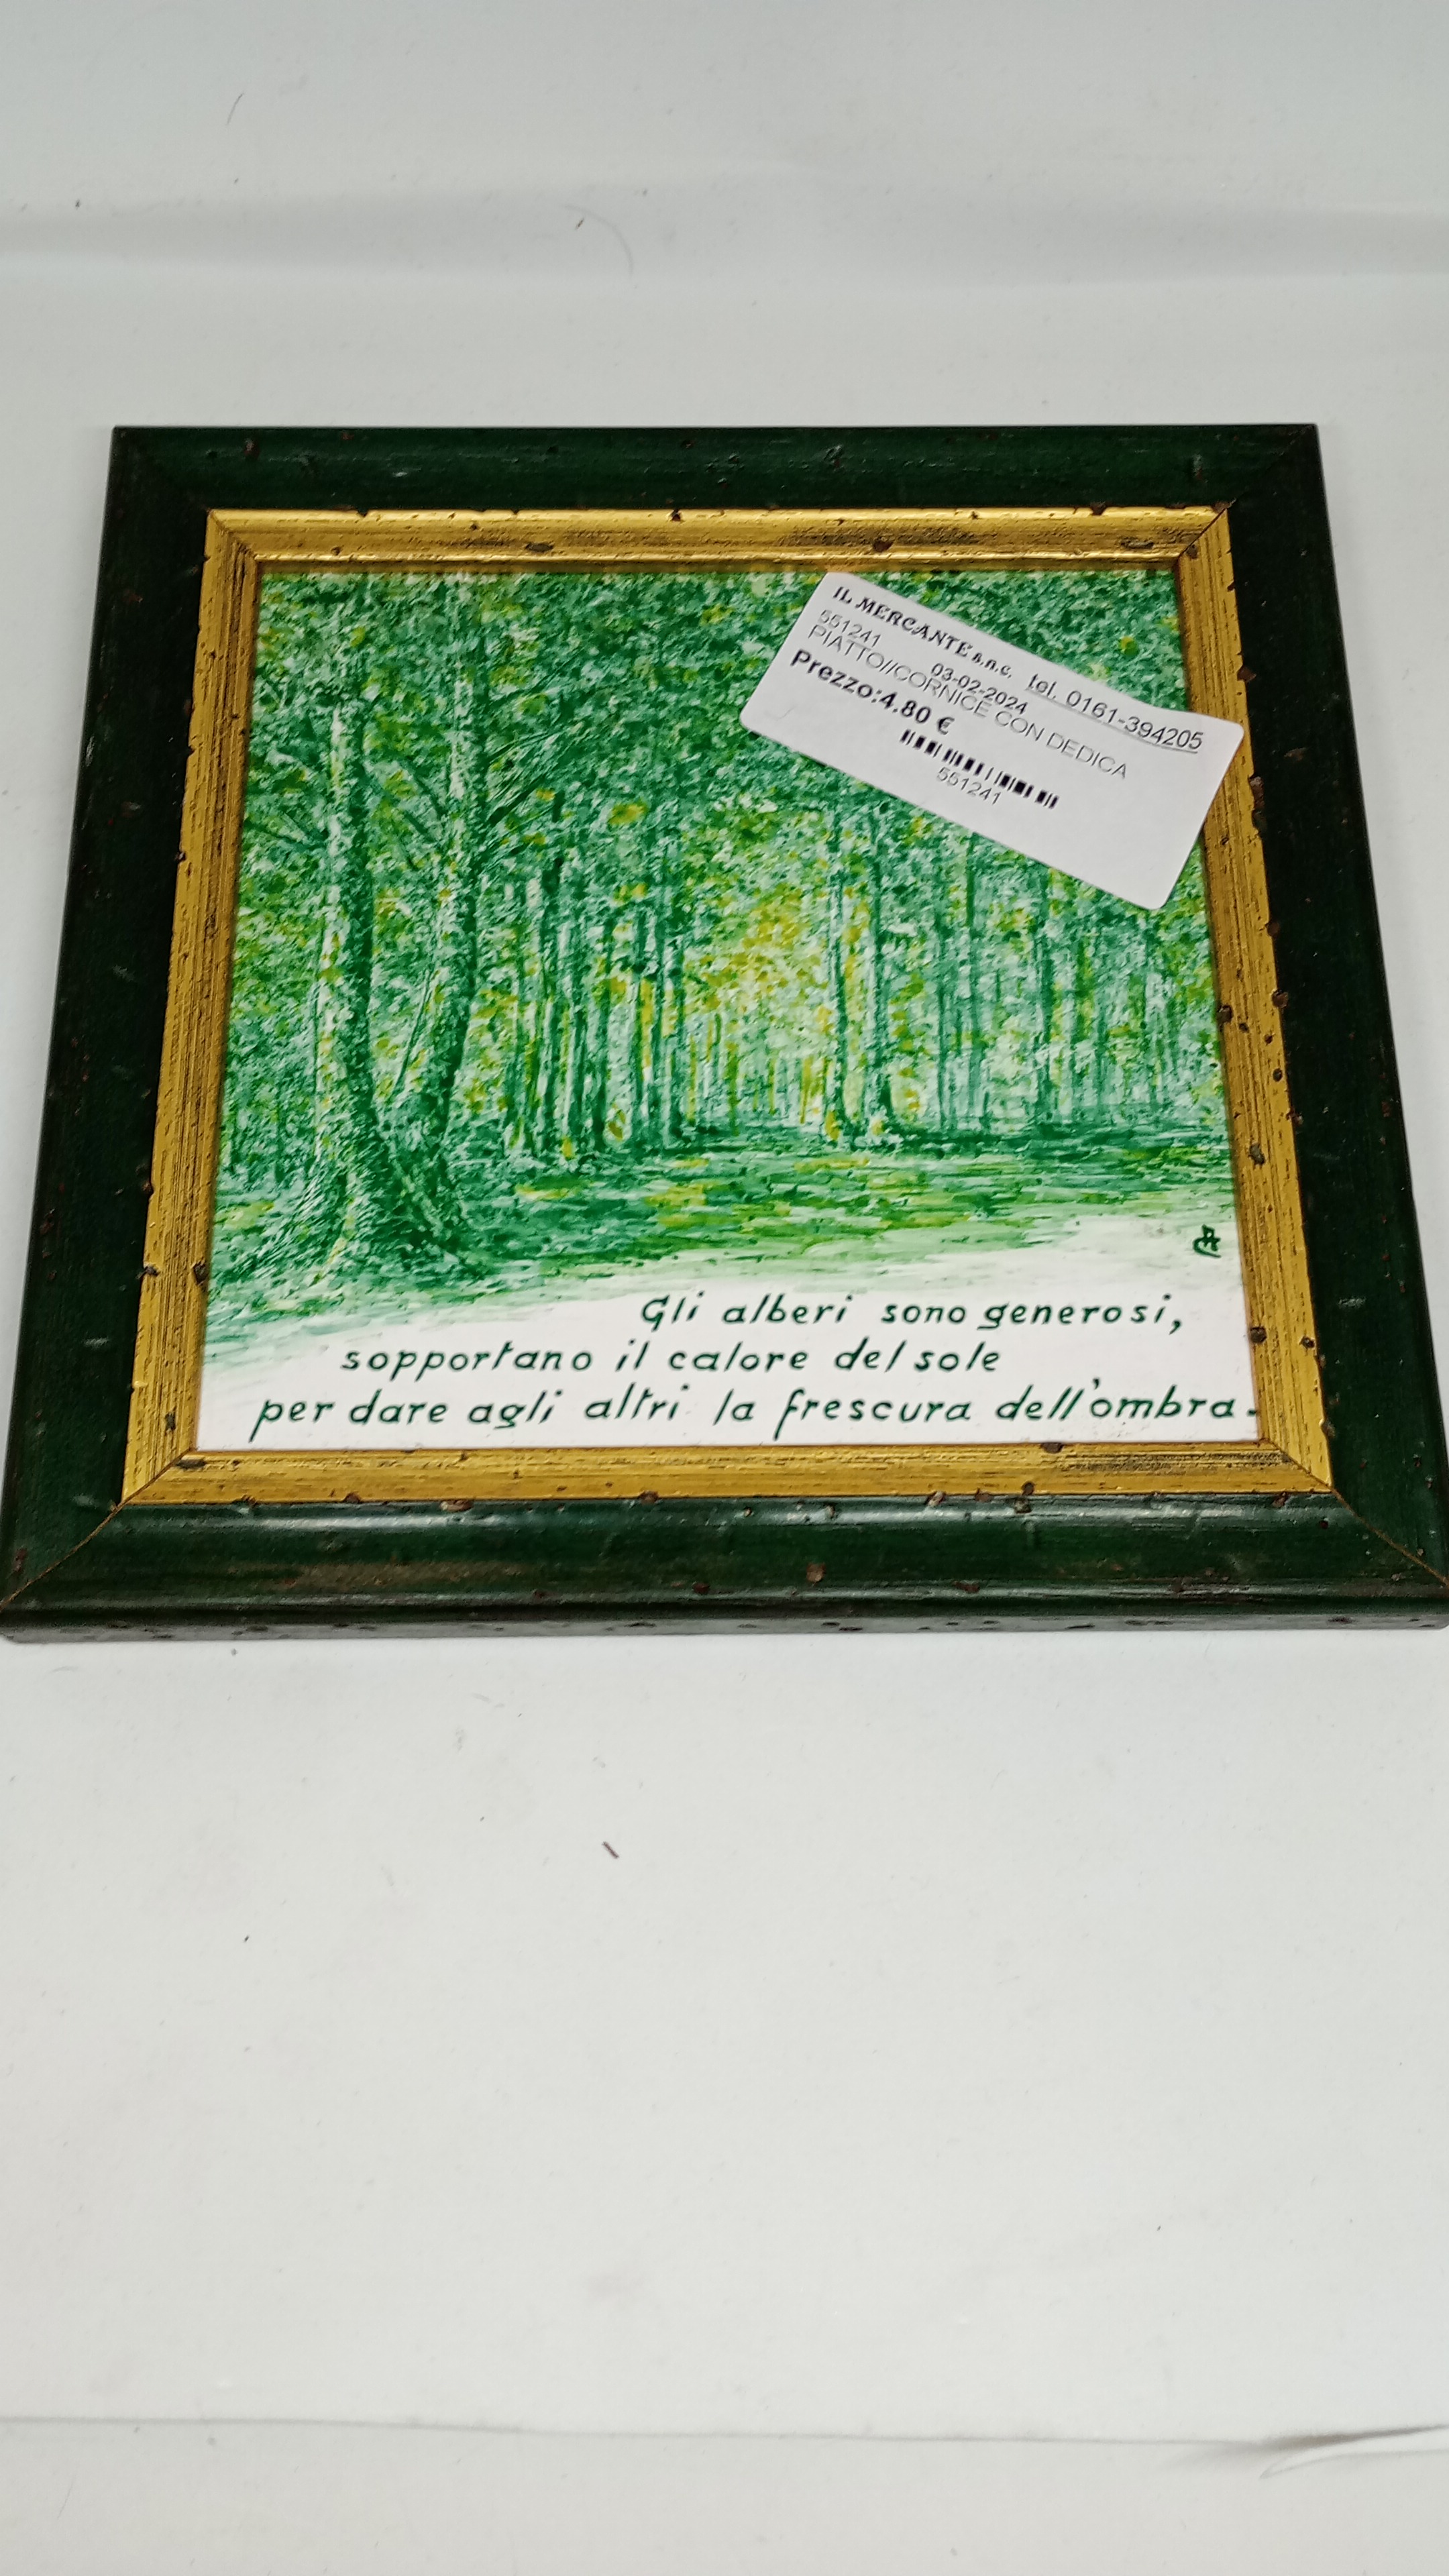 IL MERCANTE s.n.c. tel. 0161-394205
551241 03-02-2024
PIATTO//CORNICE CON DEDICA
Prezzo:4.80 €
551241
Gli alberi sono generosi,
sopportano il calore del sole
per dare agli altri la frescura dell'ombra.